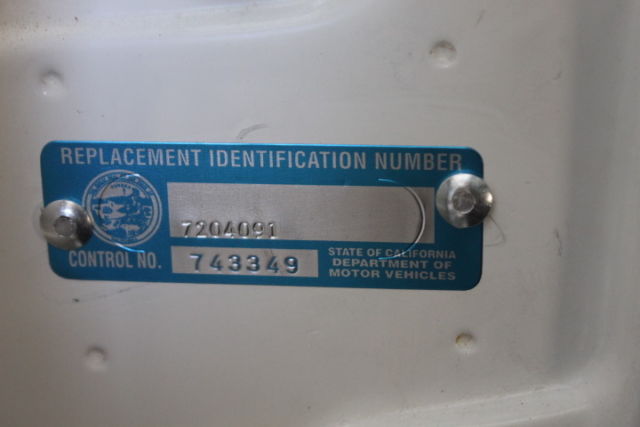 REPLACEMENT IDENTIFICATION NUMBER
7204091
CONTROL NO. 743349
STATE OF CALIFORNIA
DEPARTMENT OF
MOTOR VEHICLES